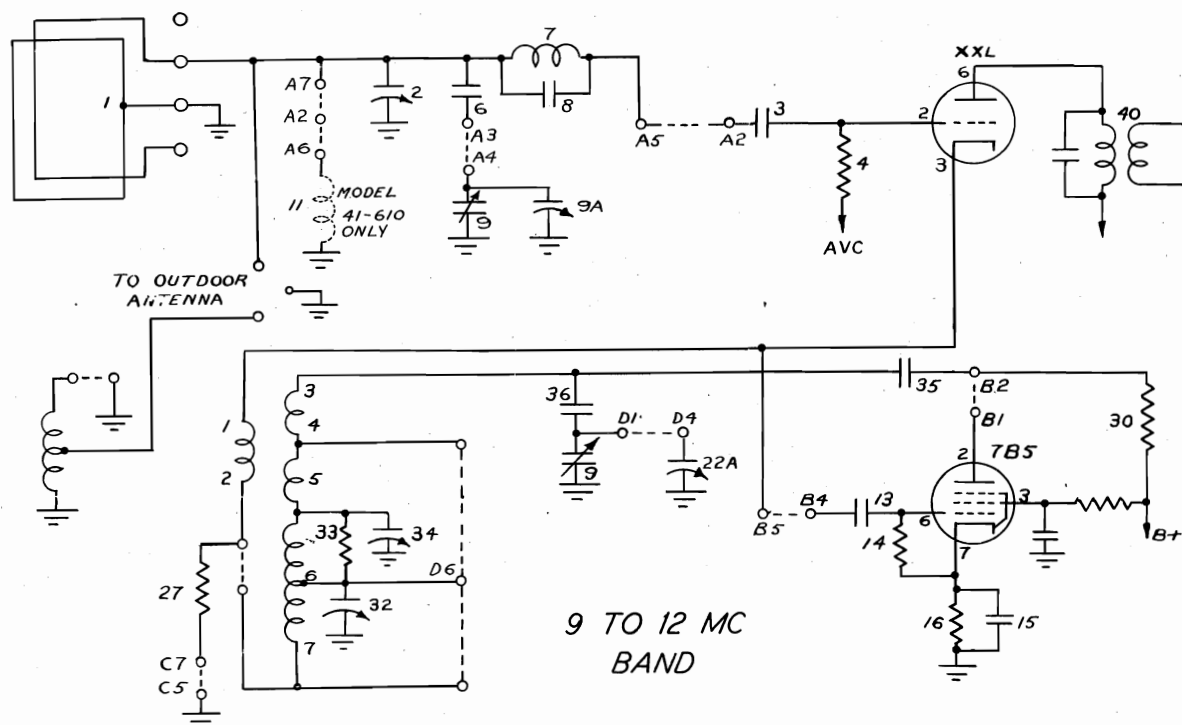 1
A7
A2
A6
11
MODEL
41-610
ONLY
2
6
A3
A4
9
9A
7
8
A5
A2
3
4
AVC
XXL
6
2
3
40
TO OUTDOOR
ANTENNA
1
2
27
C7
C5
3
4
5
33
34
6
D6
32
7
36
D1
D4
9
22A
35
B2
B1
30
7B5
2
3
B5
B4
13
6
14
7
B+
16
15
9 TO 12 MC
BAND